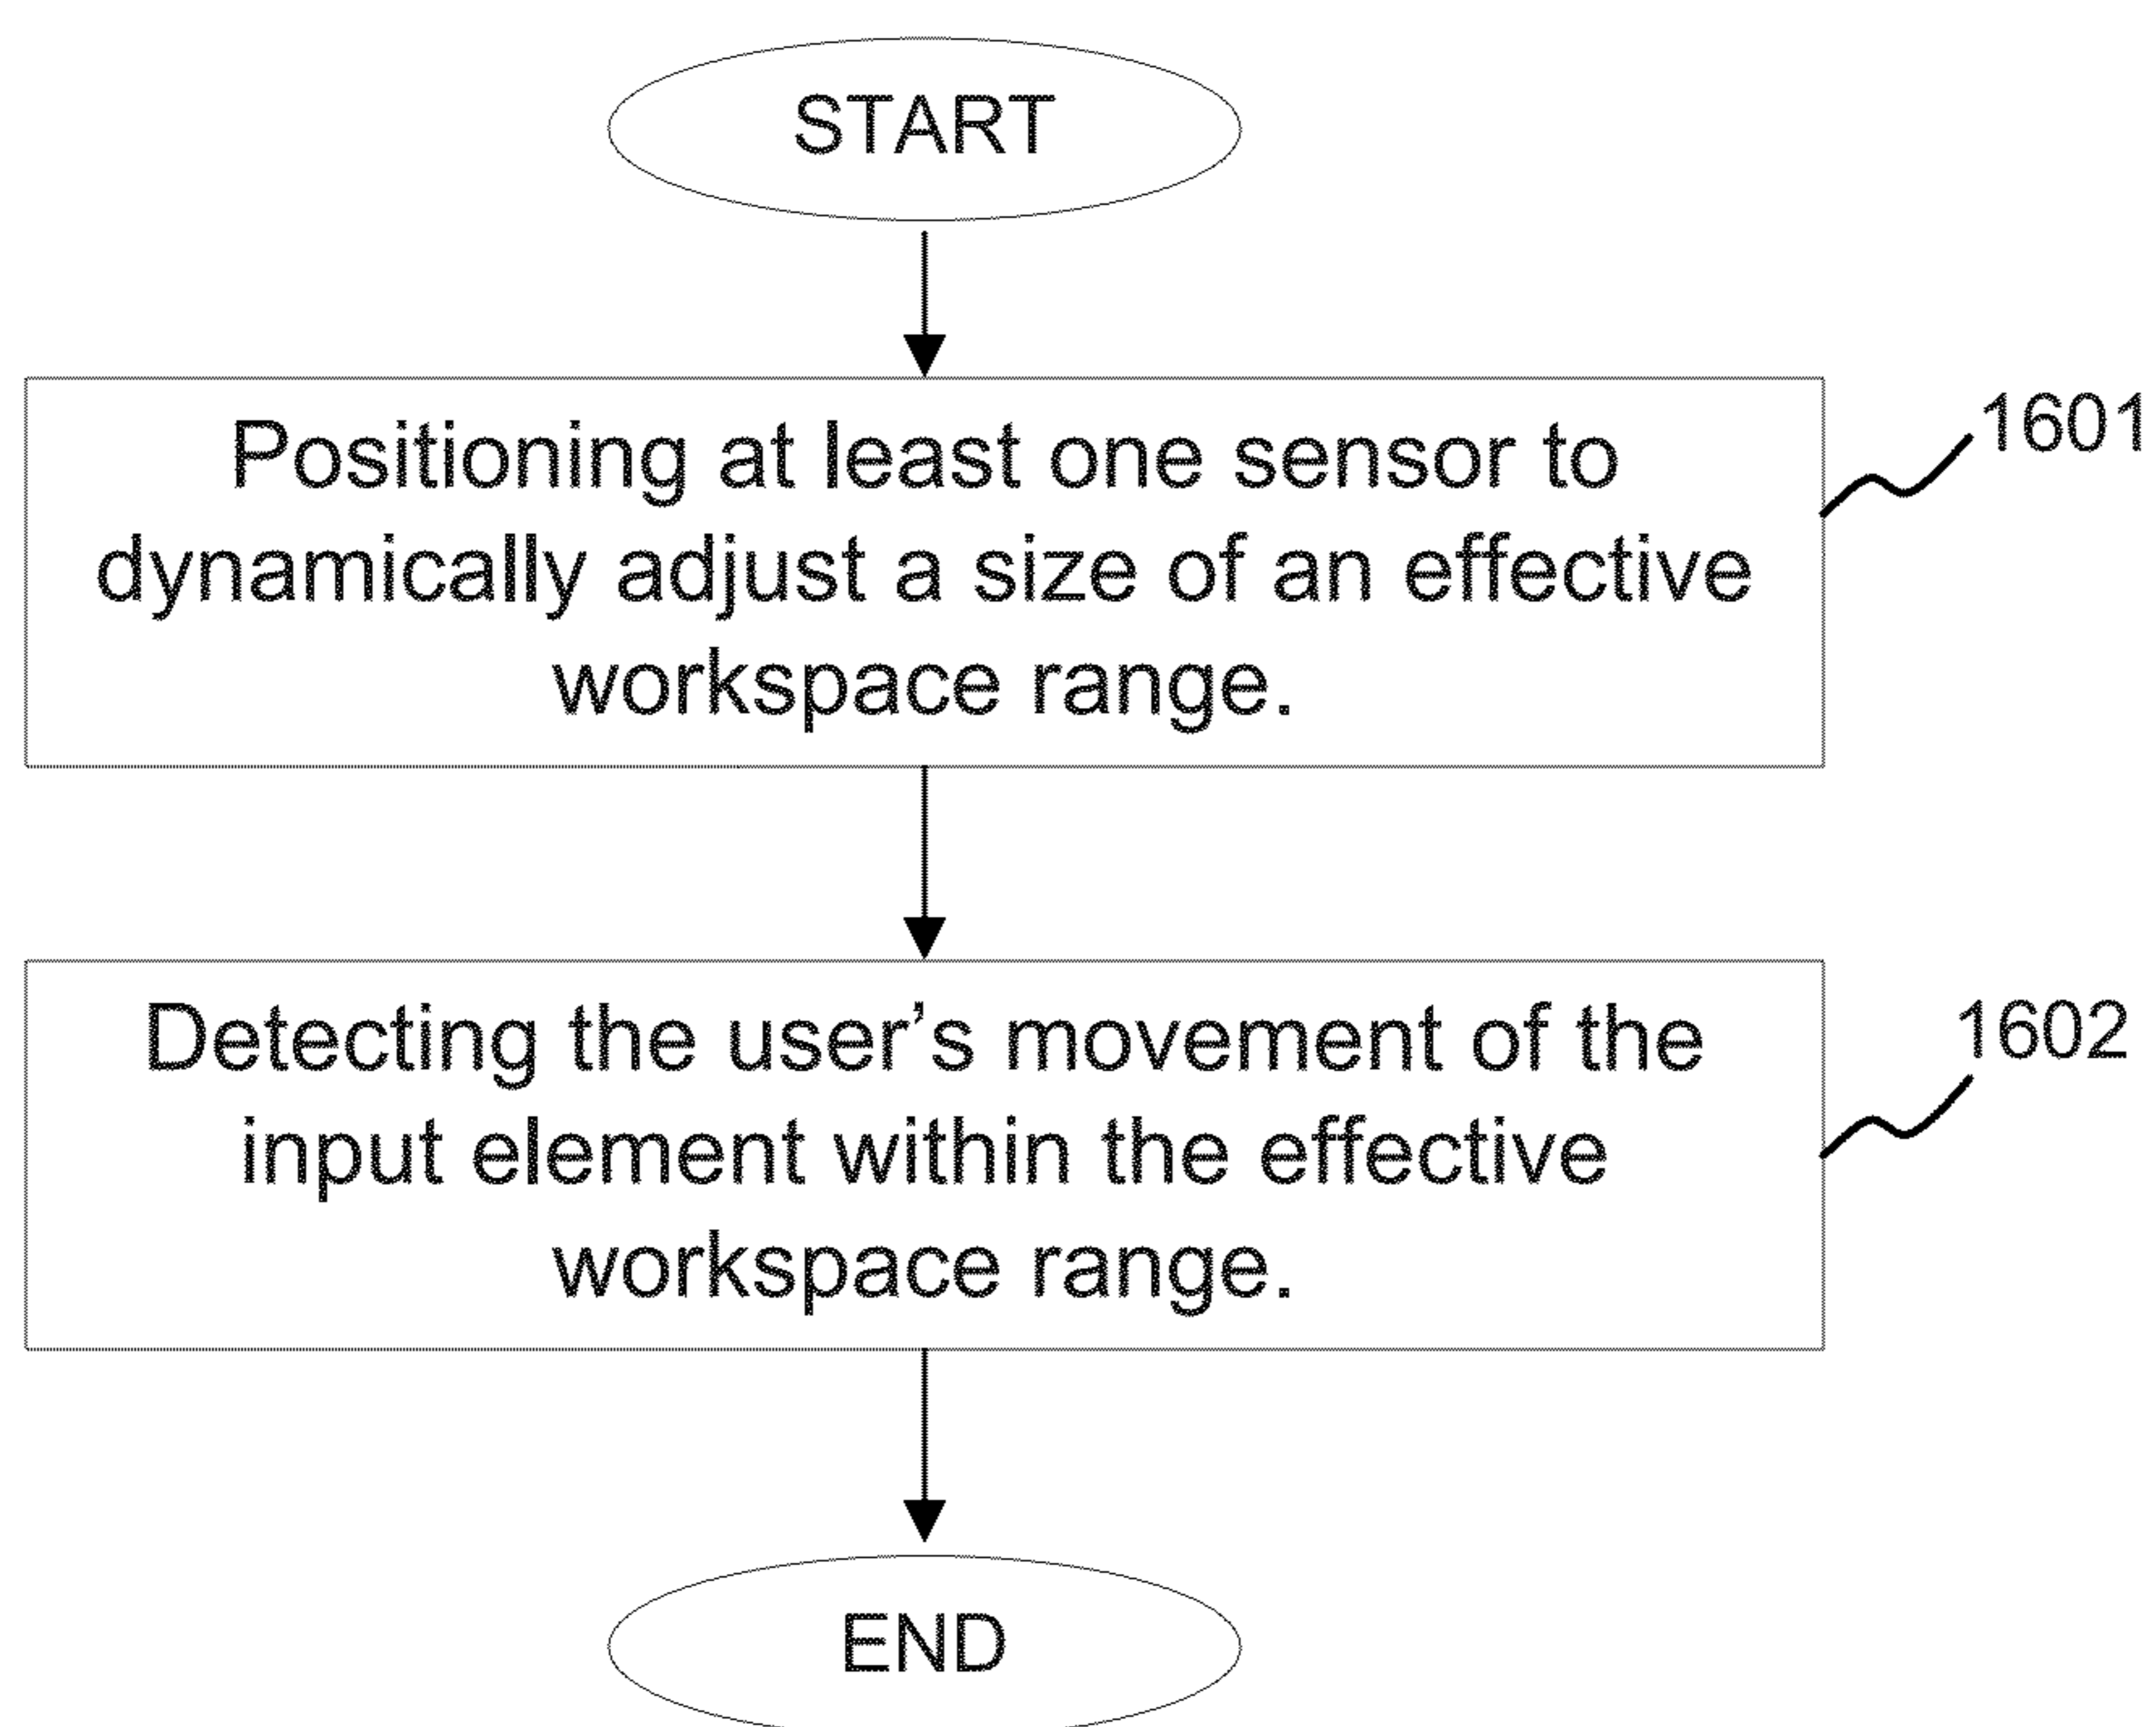 START
Positioning at least one sensor to
dynamically adjust a size of an effective
workspace range.
1601
Detecting the user’s movement of the
input element within the effective
workspace range.
1602
END